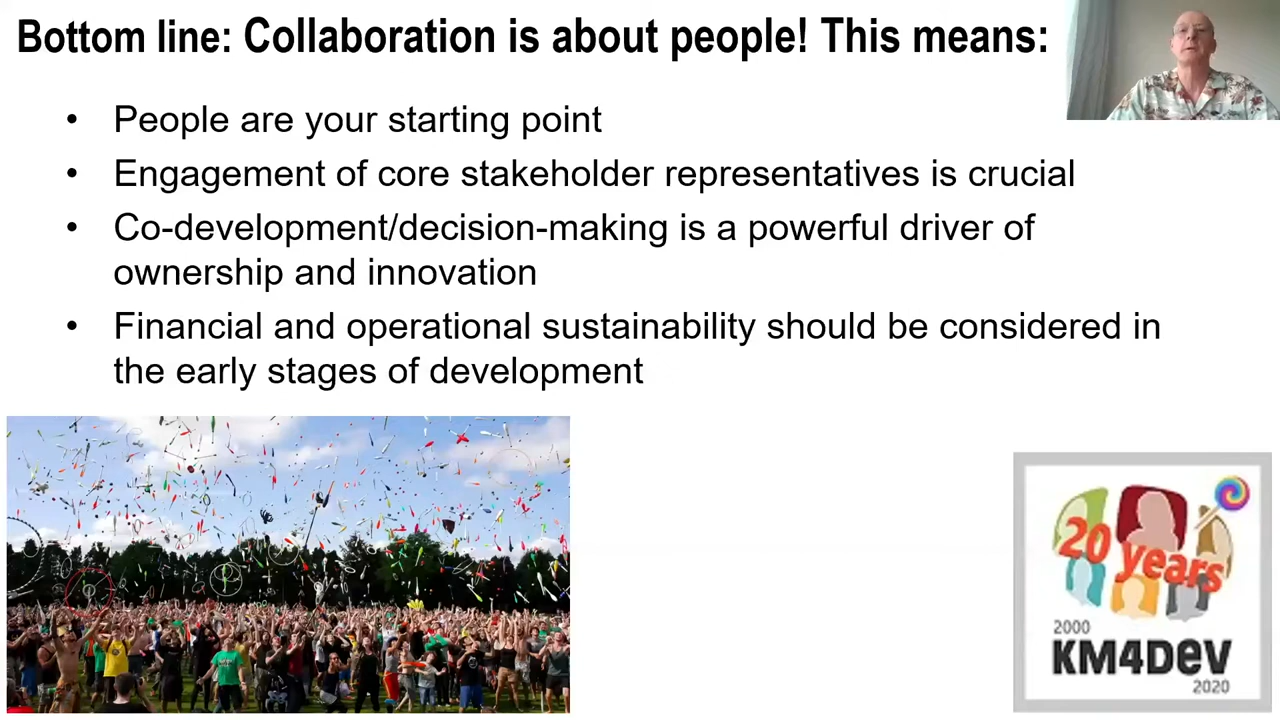 Bottom line: Collaboration is about people! This means:
• People are your starting point
• Engagement of core stakeholder representatives is crucial
• Co-development/decision-making is a powerful driver of
ownership and innovation
• Financial and operational sustainability should be considered in
the early stages of development
20 years
2000
KM4Dev
2020